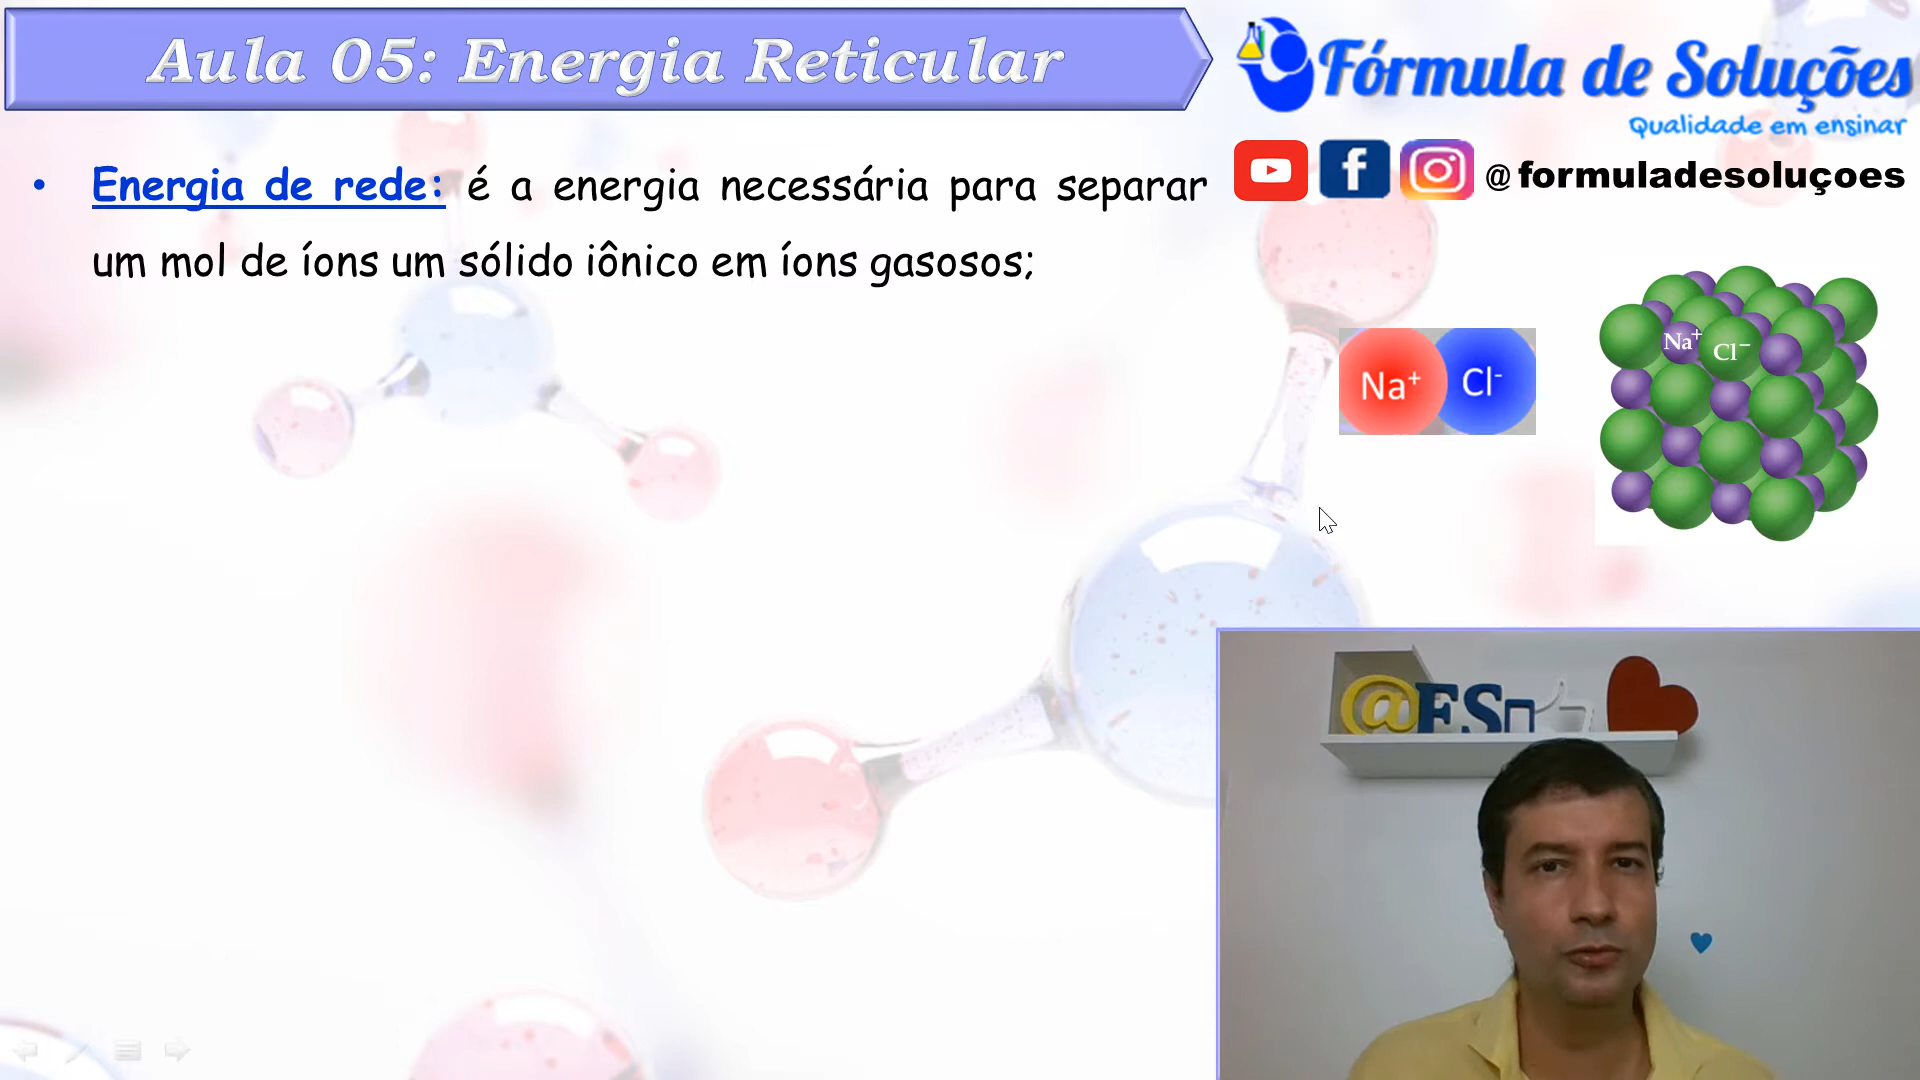 Aula 05: Energia Reticular
Fórmula de Soluções
Qualidade em ensinar
@formuladesoluçoes
• Energia de rede: é a energia necessária para separar
um mol de íons um sólido iônico em íons gasosos;
Na⁺ Cl⁻
Na⁺ Cl⁻
@FS